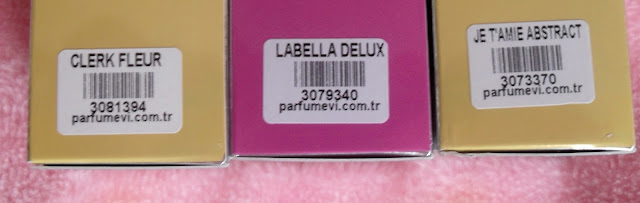 CLERK FLEUR
3081394
parfumevi.com.tr
LABELLA DELUX
3079340
parfumevi.com.tr
JE T'AMIE ABSTRACT
3073370
parfumevi.com.tr